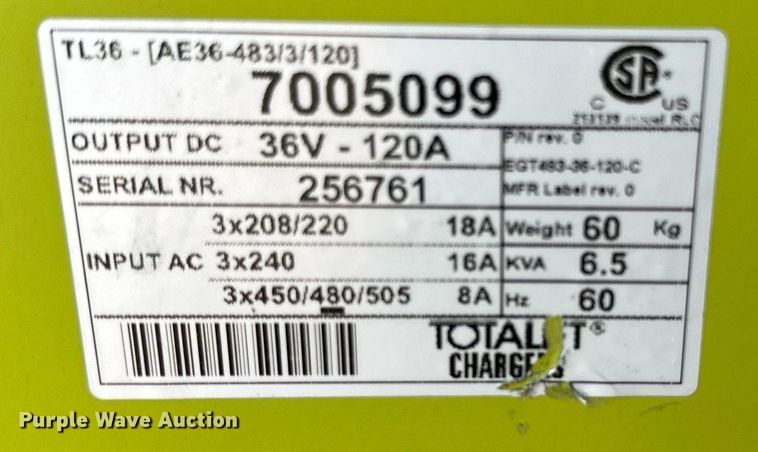 TL36 - [AE36-483/3/120]
7005099
C US
OUTPUT DC 36V - 120A
P/N rev. 0
EGT483-36-120-C
SERIAL NR. 256761
MFR Label rev. 0
3x208/220 18A Weight 60 Kg
INPUT AC 3x240 16A KVA 6.5
3x450/480/505 8A Hz 60
®
Purple Wave Auction